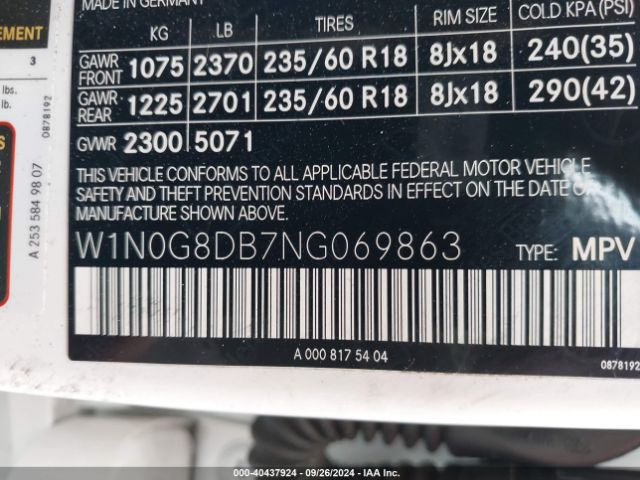 MADE IN GERMANY
KG LB TIRES RIM SIZE COLD KPA(PSI)
GAWR FRONT 1075 2370 235/60 R18 8Jx18 240(35)
GAWR REAR 1225 2701 235/60 R18 8Jx18 290(42)
GVWR 2300 5071
THIS VEHICLE CONFORMS TO ALL APPLICABLE FEDERAL MOTOR VEHICLE
SAFETY AND THEFT PREVENTION STANDARDS IN EFFECT ON THE DATE OF
MANUFACTURE SHOWN ABOVE.
W1N0G8DB7NG069863 TYPE: MPV
A 000 817 54 04
0878192
EMENT
3
lbs.
lb.
0878192
A 253 584 98 07
000-40437924 - 09/26/2024 - IAA Inc.